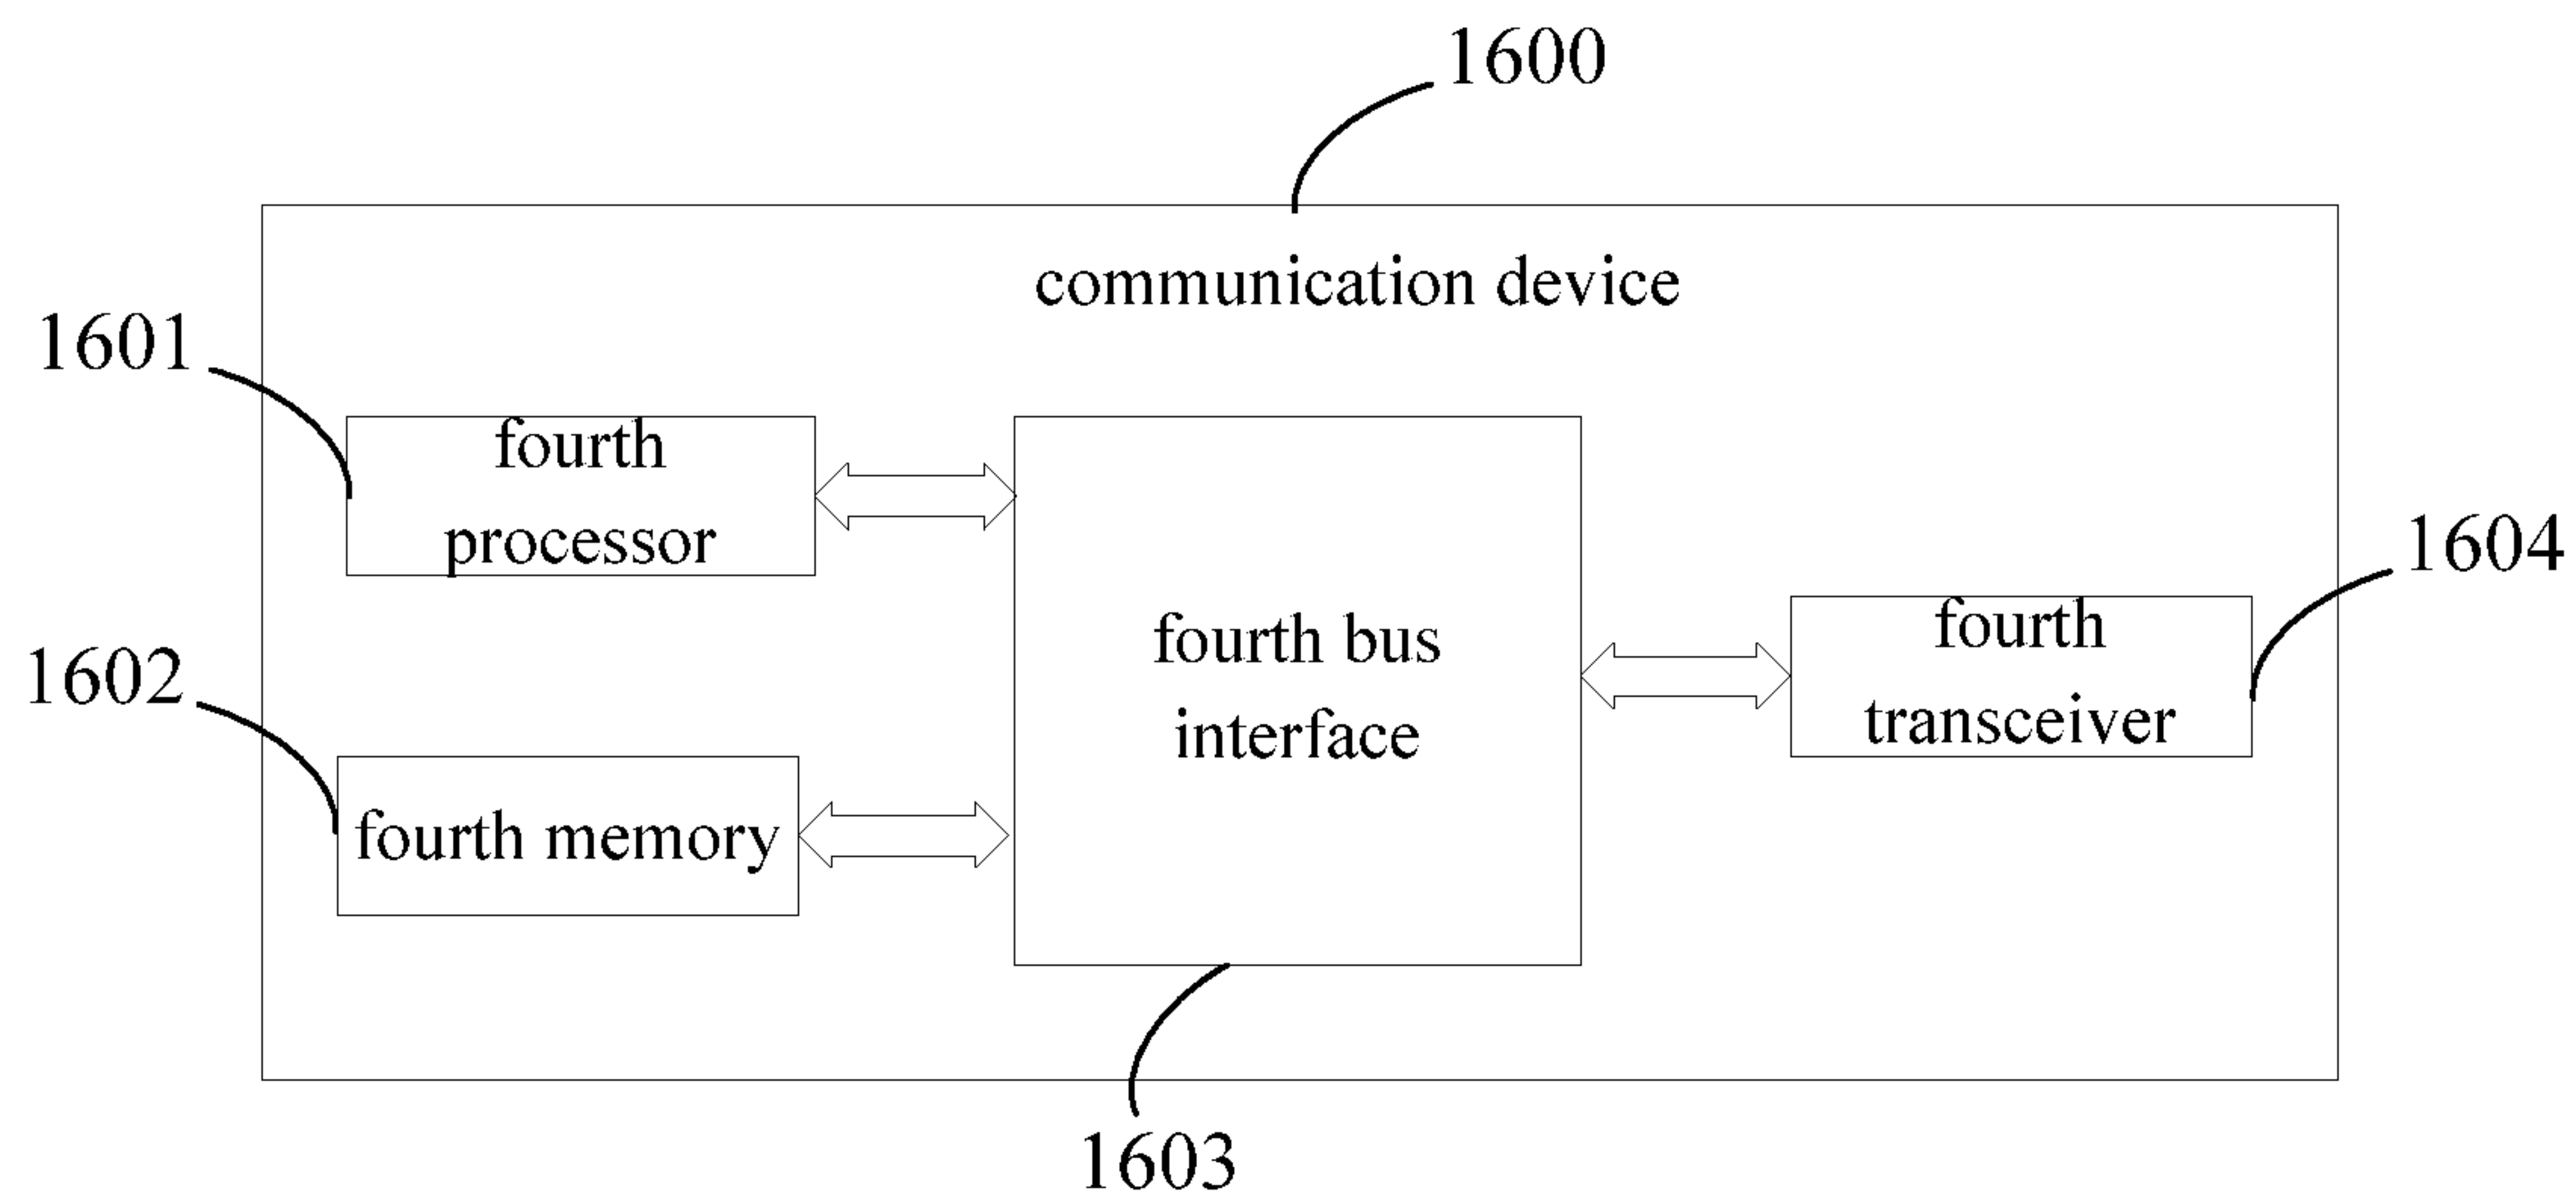 1600
communication device
1601
fourth
processor
1604
fourth
transceiver
fourth bus
interface
1602
fourth memory
1603